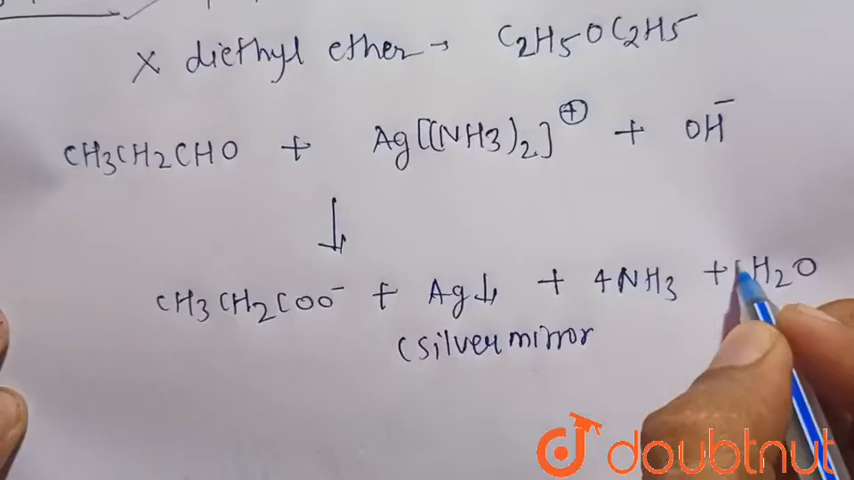 X diethyl ether → C2H5OC2H5
CH3CH2CHO + Ag[(NH3)2]⊕ + OH−
↓
CH3CH2COO− + Ag↓ + 4NH3 + H2O
(silver mirror
doubtnut